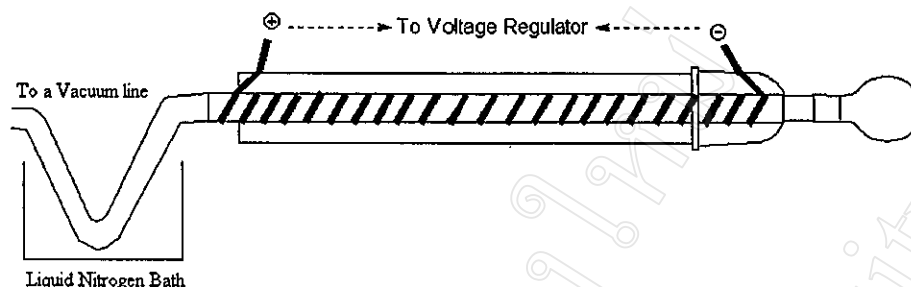 ⊕ To Voltage Regulator ⊖
To a Vacuum line
Liquid Nitrogen Bath